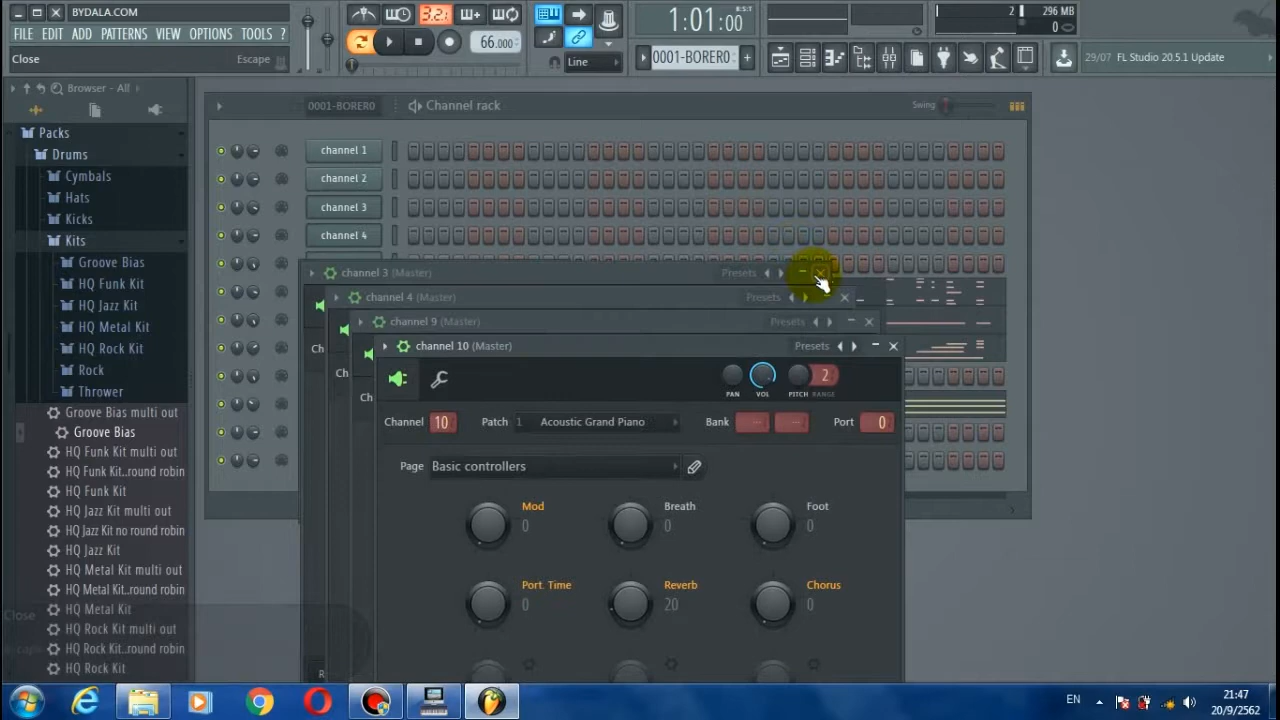 BYDALA.COM
FILE EDIT ADD PATTERNS VIEW OPTIONS TOOLS ?
Close Escape
3.2
66.000
Line
1:01:00
B:S:T
0001-BORERO
+
2
296 MB
0
29/07 FL Studio 20.5.1 Update
Browser - All
Packs
Drums
Cymbals
Hats
Kicks
Kits
Groove Bias
HQ Funk Kit
HQ Jazz Kit
HQ Metal Kit
HQ Rock Kit
Rock
Thrower
Groove Bias multi out
Groove Bias
HQ Funk Kit multi out
HQ Funk Kit..round robin
HQ Funk Kit
HQ Jazz Kit multi out
HQ Jazz Kit no round robin
HQ Jazz Kit
HQ Metal Kit multi out
HQ Metal Kit..round robin
HQ Metal Kit
HQ Rock Kit multi out
HQ Rock Kit..round robin
HQ Rock Kit
Close
0001-BORERO
Channel rack
Swing
channel 1
channel 2
channel 3
channel 4
channel 3 (Master) Presets
channel 4 (Master) Presets
channel 9 (Master) Presets
channel 10 (Master) Presets
Ch
Ch
Ch
R
PAN VOL PITCH RANGE
2
Channel 10 Patch 1 Acoustic Grand Piano Bank --- --- Port 0
Page Basic controllers
Mod
0
Breath
0
Foot
0
Port. Time
0
Reverb
20
Chorus
0
EN
21:47
20/9/2562